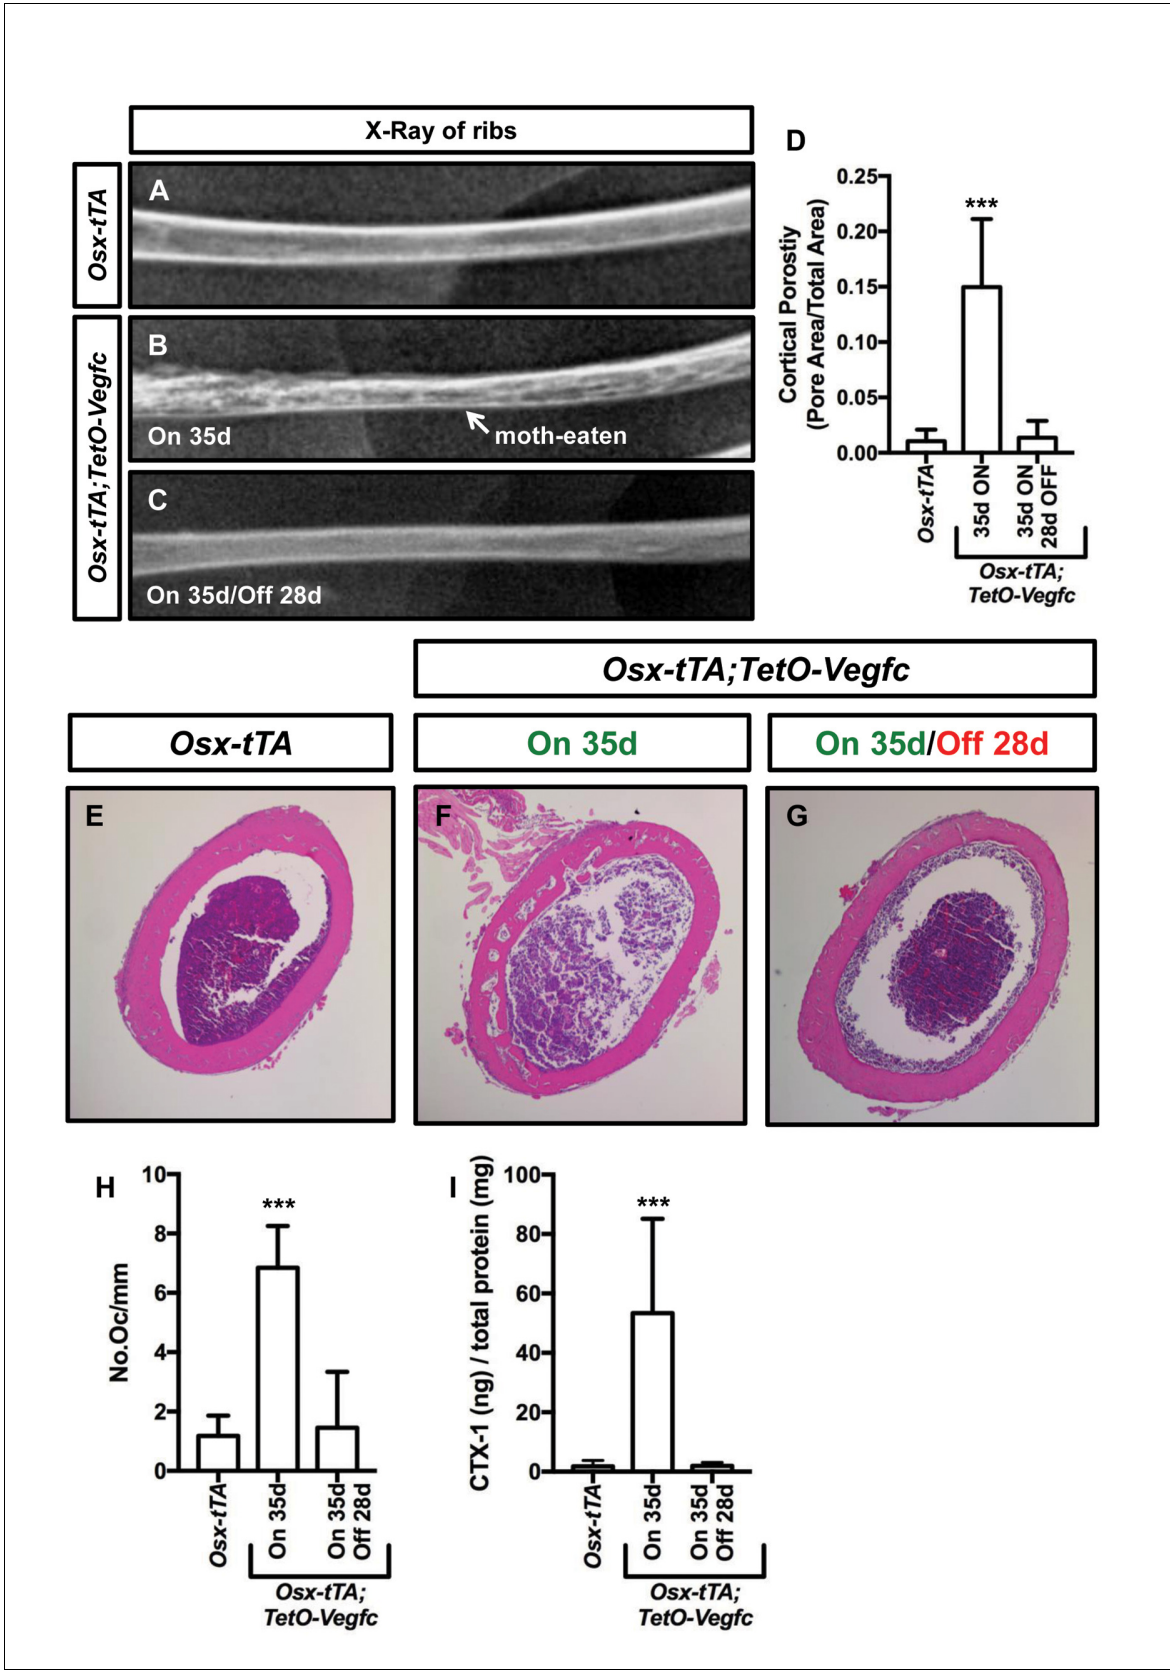 X-Ray of ribs
Osx-tTA
A
Osx-tTA;TetO-Vegfc
B
On 35d
moth-eaten
C
On 35d/Off 28d
D
Cortical Porostiy
(Pore Area/Total Area)
0.25
0.20
0.15
0.10
0.05
0.00
***
Osx-tTA
35d ON
35d ON
28d OFF
Osx-tTA;
TetO-Vegfc
Osx-tTA;TetO-Vegfc
Osx-tTA
On 35d
On 35d/Off 28d
E
F
G
H
No.Oc/mm
10
8
6
4
2
0
***
Osx-tTA
On 35d
On 35d
Off 28d
Osx-tTA;
TetO-Vegfc
I
CTX-1 (ng) / total protein (mg)
100
80
60
40
20
0
***
Osx-tTA
On 35d
On 35d
Off 28d
Osx-tTA;
TetO-Vegfc